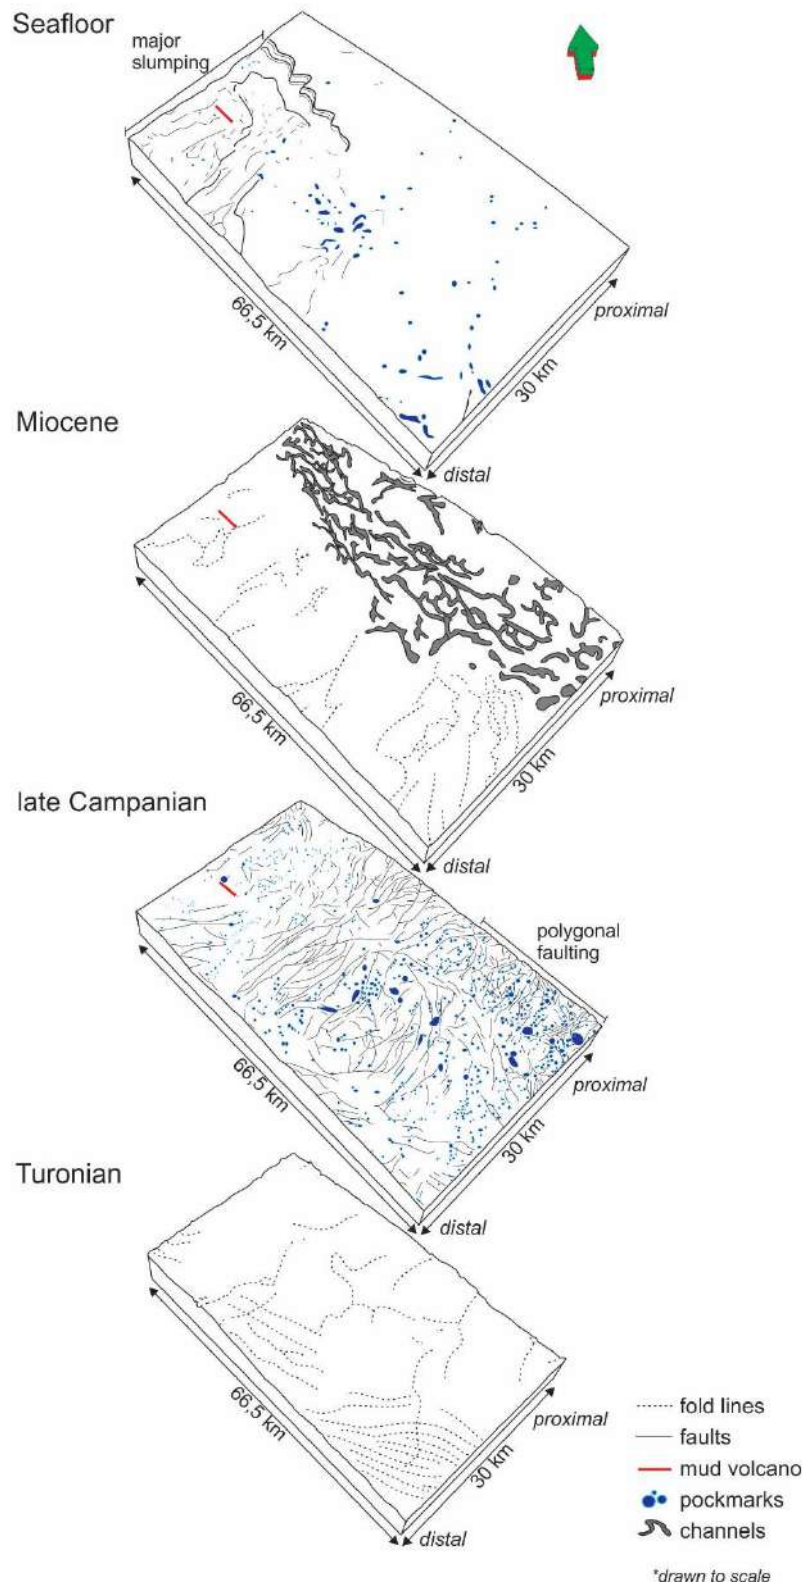 Seafloor
major
slumping
66,5 km
30 km
proximal
distal
Miocene
66,5 km
30 km
proximal
distal
late Campanian
polygonal
faulting
66,5 km
30 km
proximal
distal
Turonian
66,5 km
30 km
proximal
distal
fold lines
faults
mud volcano
pockmarks
channels
*drawn to scale